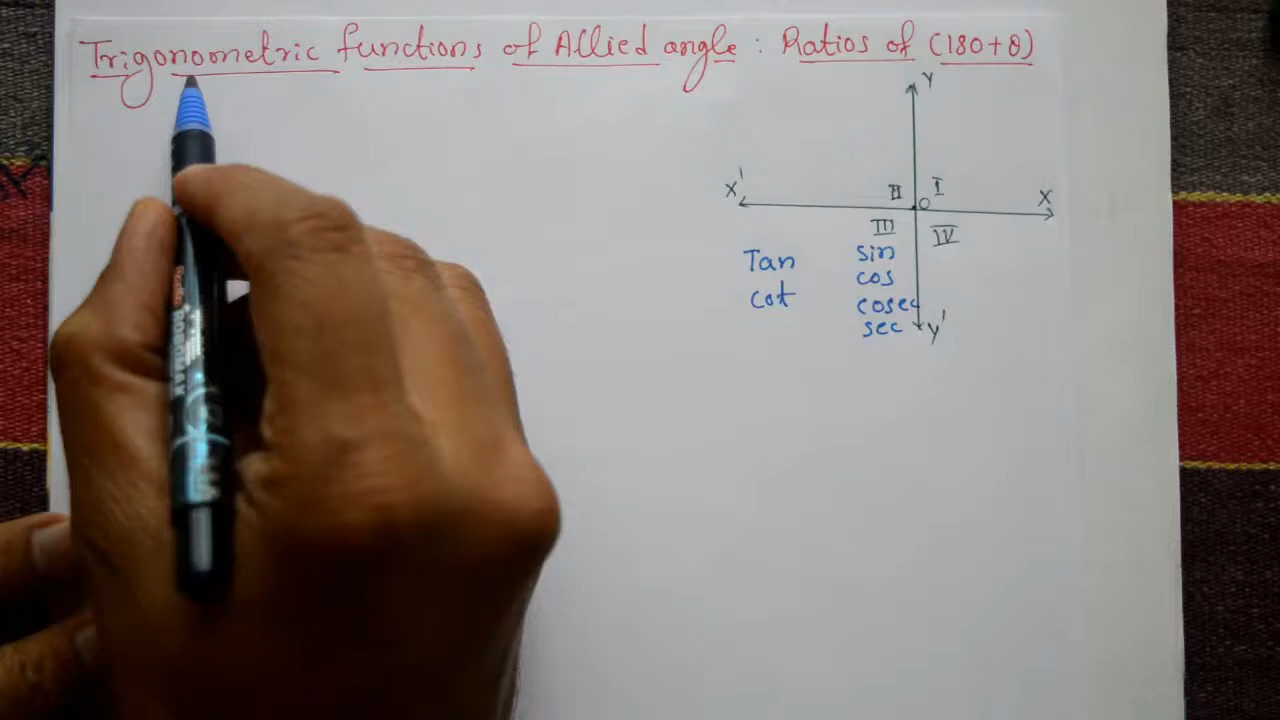 Trigonometric functions of Allied angle : Ratios of (180+θ)
Y
X' II I X
O
III IV
Tan sin
cot cos
cosec
sec Y'